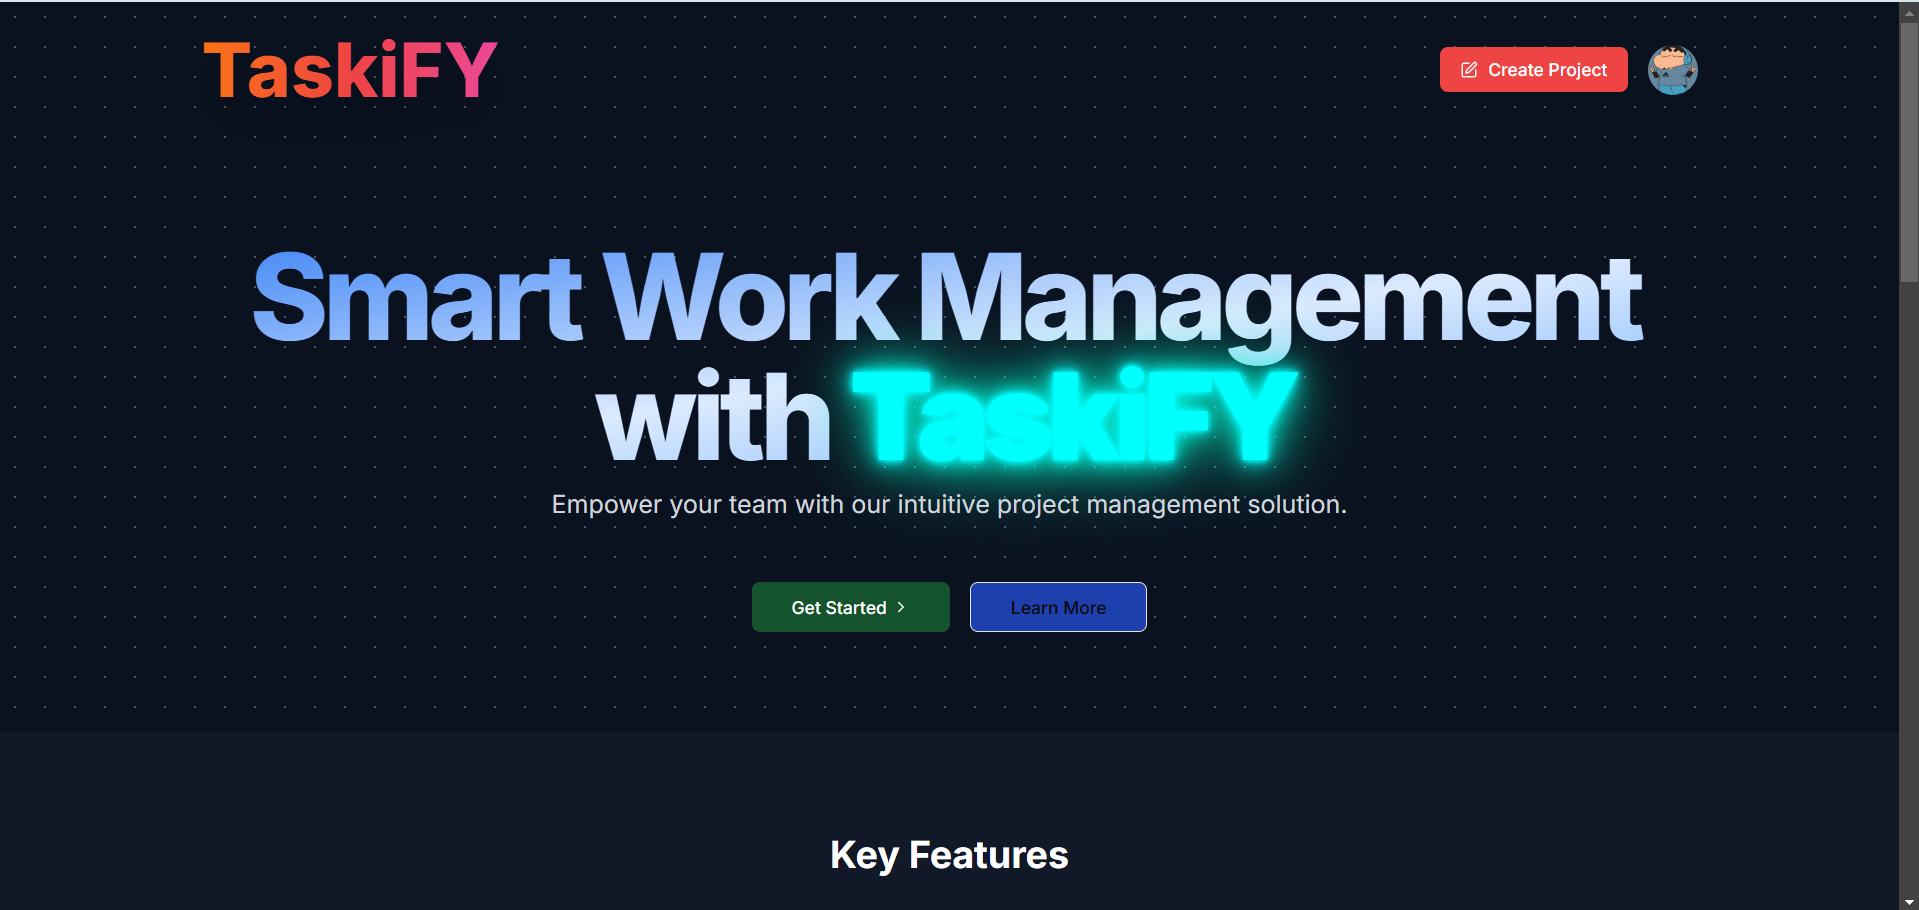 TaskiFY
Create Project
Smart Work Management
with TaskiFY
Empower your team with our intuitive project management solution.
Get Started
Learn More
Key Features